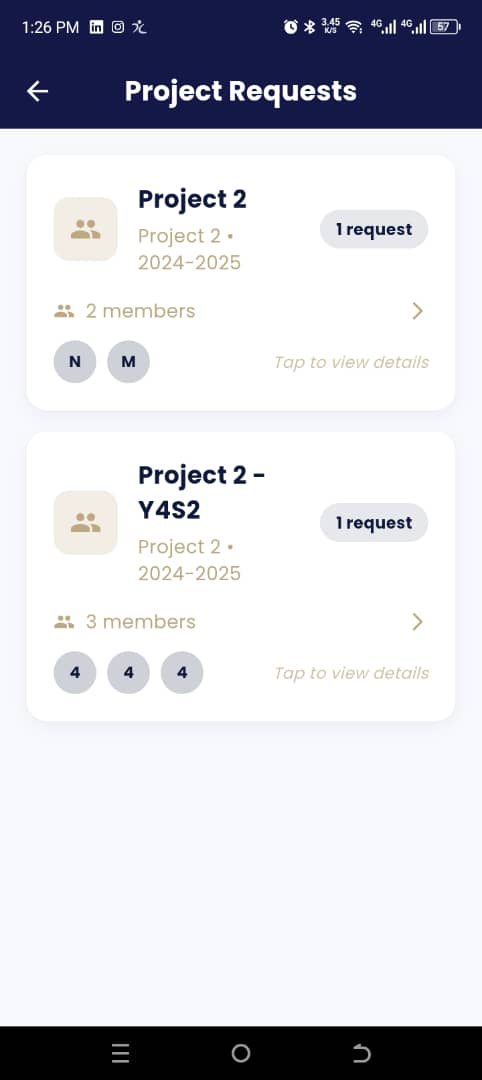 1:26 PM 3.45 K/S 4G 4G 57
Project Requests
Project 2
Project 2 •
2024-2025
1 request
2 members
N M
Tap to view details
Project 2 -
Y4S2
Project 2 •
2024-2025
1 request
3 members
4 4 4
Tap to view details